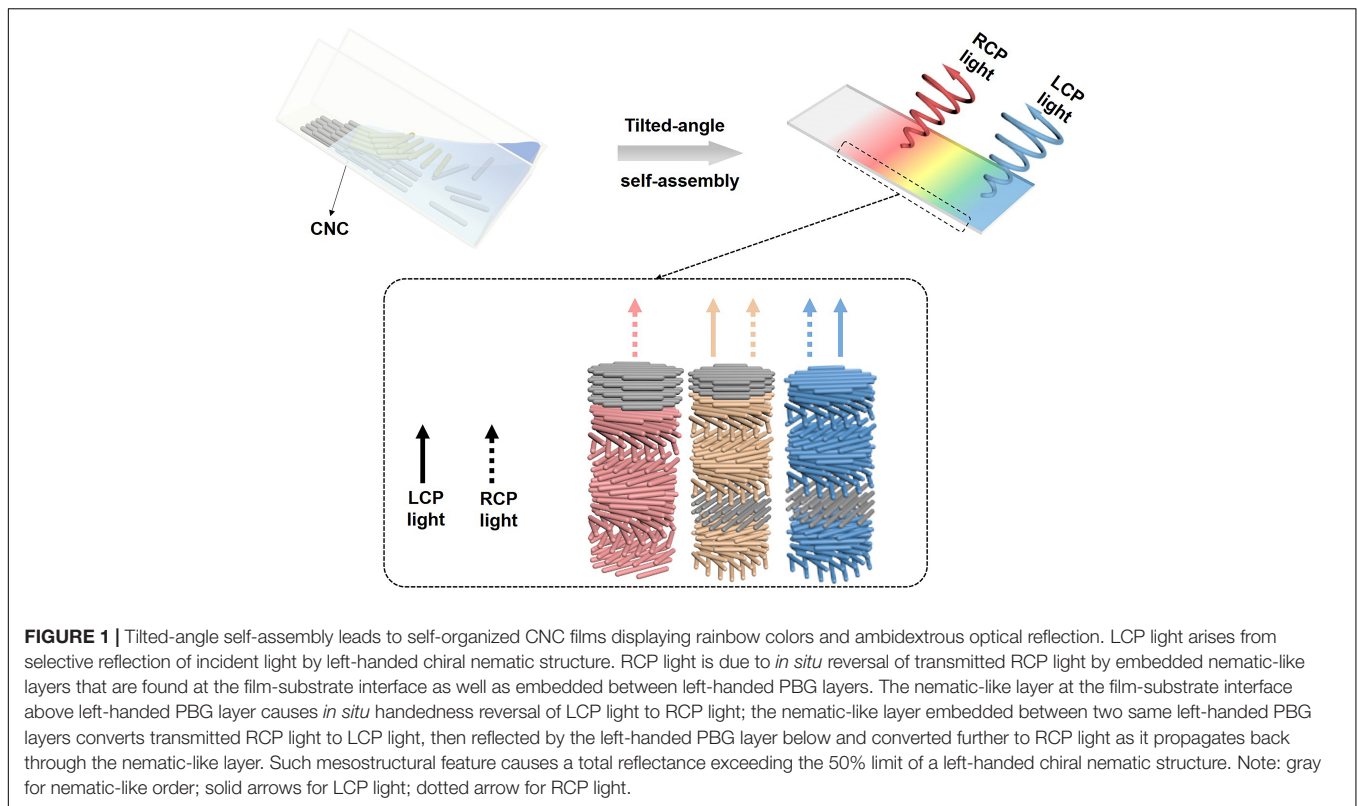 RCP
light
LCP
light
Tilted-angle
self-assembly
CNC
LCP
light
RCP
light
FIGURE 1 | Tilted-angle self-assembly leads to self-organized CNC films displaying rainbow colors and ambidextrous optical reflection. LCP light arises from
selective reflection of incident light by left-handed chiral nematic structure. RCP light is due to in situ reversal of transmitted RCP light by embedded nematic-like
layers that are found at the film-substrate interface as well as embedded between left-handed PBG layers. The nematic-like layer at the film-substrate interface
above left-handed PBG layer causes in situ handedness reversal of LCP light to RCP light; the nematic-like layer embedded between two same left-handed PBG
layers converts transmitted RCP light to LCP light, then reflected by the left-handed PBG layer below and converted further to RCP light as it propagates back
through the nematic-like layer. Such mesostructural feature causes a total reflectance exceeding the 50% limit of a left-handed chiral nematic structure. Note: gray
for nematic-like order; solid arrows for LCP light; dotted arrow for RCP light.